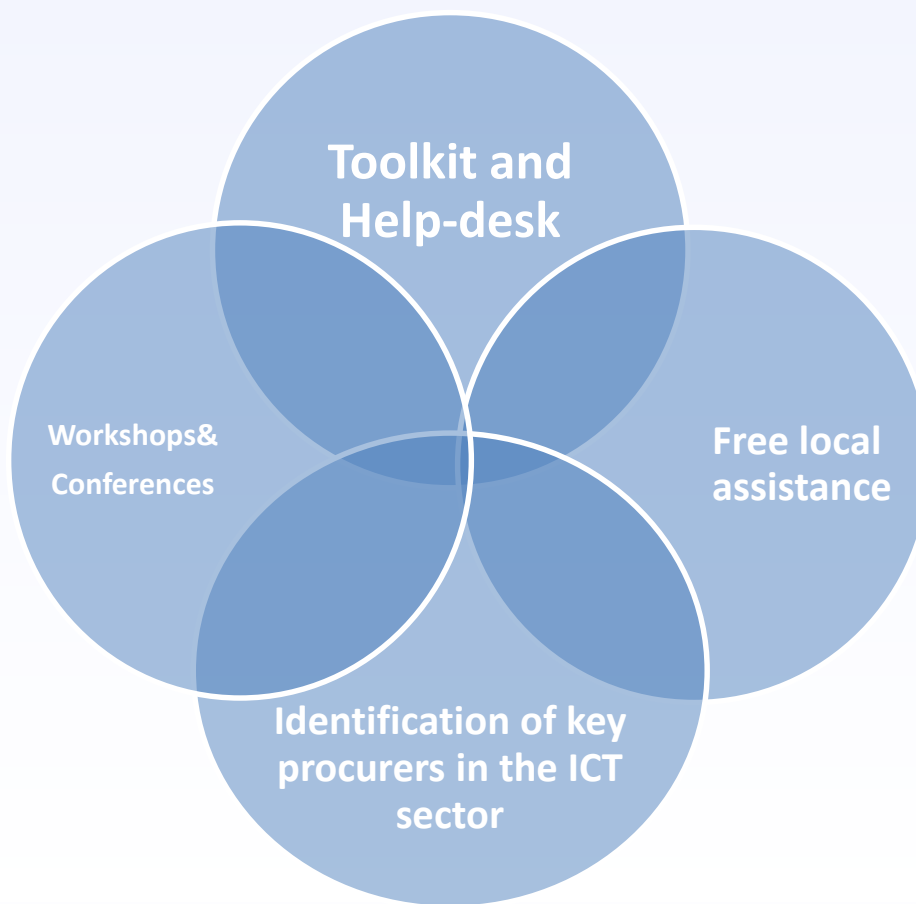 Toolkit and
Help-desk
Workshops&
Conferences
Free local
assistance
Identification of key
procurers in the ICT
sector